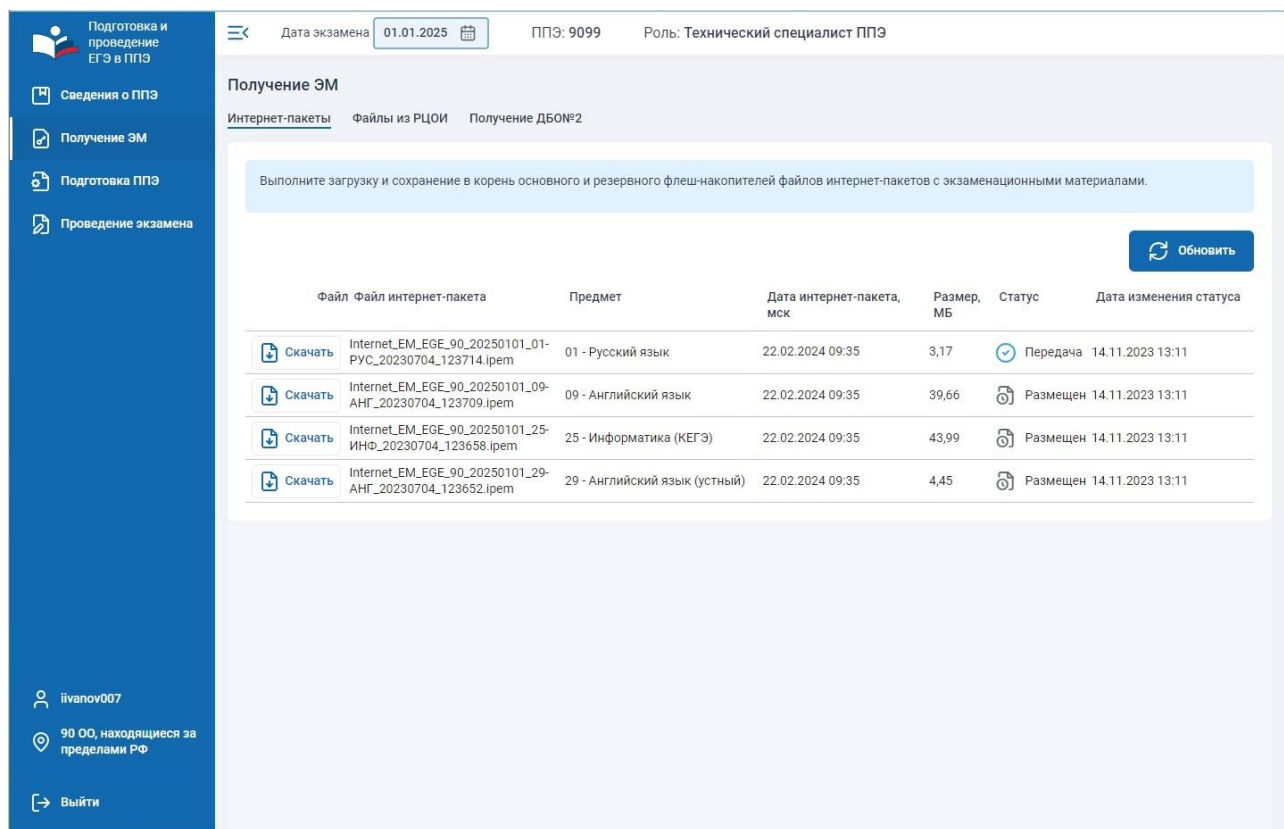 Подготовка и
проведение
ЕГЭ в ППЭ
Сведения о ППЭ
Получение ЭМ
Подготовка ППЭ
Проведение экзамена
iivanov007
90 ОО, находящиеся за
пределами РФ
Выйти
Дата экзамена 01.01.2025 ППЭ: 9099 Роль: Технический специалист ППЭ
Получение ЭМ
Интернет-пакеты Файлы из РЦОИ Получение ДБО№2
Выполните загрузку и сохранение в корень основного и резервного флеш-накопителей файлов интернет-пакетов с экзаменационными материалами.
Обновить
Файл Файл интернет-пакета Предмет Дата интернет-пакета, Размер, Статус Дата изменения статуса
мск МБ
Скачать Internet_EM_EGE_90_20250101_01- 01 - Русский язык 22.02.2024 09:35 3,17 Передача 14.11.2023 13:11
РУС_20230704_123714.ipem
Скачать Internet_EM_EGE_90_20250101_09- 09 - Английский язык 22.02.2024 09:35 39,66 Размещен 14.11.2023 13:11
АНГ_20230704_123709.ipem
Скачать Internet_EM_EGE_90_20250101_25- 25 - Информатика (КЕГЭ) 22.02.2024 09:35 43,99 Размещен 14.11.2023 13:11
ИНФ_20230704_123658.ipem
Скачать Internet_EM_EGE_90_20250101_29- 29 - Английский язык (устный) 22.02.2024 09:35 4,45 Размещен 14.11.2023 13:11
АНГ_20230704_123652.ipem